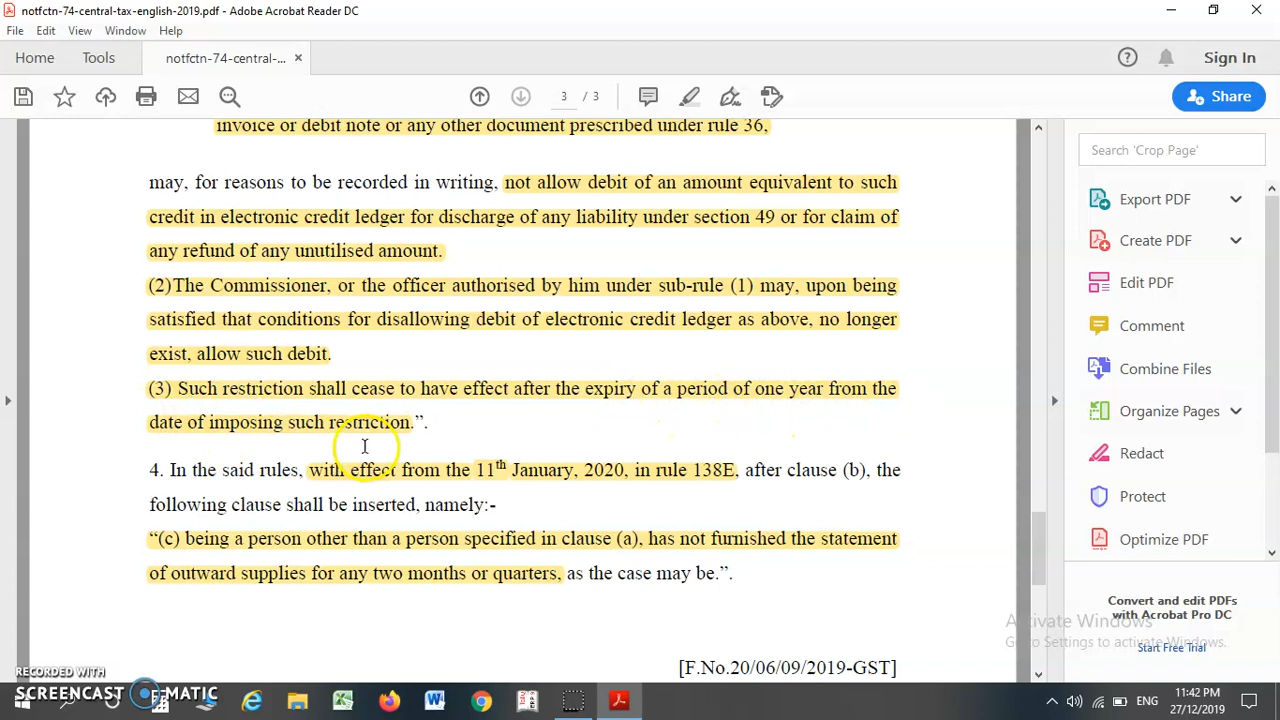 notfctn-74-central-tax-english-2019.pdf - Adobe Acrobat Reader DC
File Edit View Window Help
Home Tools notfctn-74-central-... × Sign In
3 / 3 Share
invoice or debit note or any other document prescribed under rule 36,
may, for reasons to be recorded in writing, not allow debit of an amount equivalent to such
credit in electronic credit ledger for discharge of any liability under section 49 or for claim of
any refund of any unutilised amount.
(2)The Commissioner, or the officer authorised by him under sub-rule (1) may, upon being
satisfied that conditions for disallowing debit of electronic credit ledger as above, no longer
exist, allow such debit.
(3) Such restriction shall cease to have effect after the expiry of a period of one year from the
date of imposing such restriction.”.
4. In the said rules, with effect from the 11th January, 2020, in rule 138E, after clause (b), the
following clause shall be inserted, namely:-
“(c) being a person other than a person specified in clause (a), has not furnished the statement
of outward supplies for any two months or quarters, as the case may be.”.
[F.No.20/06/09/2019-GST]
Search 'Crop Page'
Export PDF
Create PDF
Edit PDF
Comment
Combine Files
Organize Pages
Redact
Protect
Optimize PDF
Convert and edit PDFs
with Acrobat Pro DC
Start Free Trial
Activate Windows
Go to Settings to activate Windows.
RECORDED WITH
SCREENCAST MATIC
ENG
11:42 PM
27/12/2019